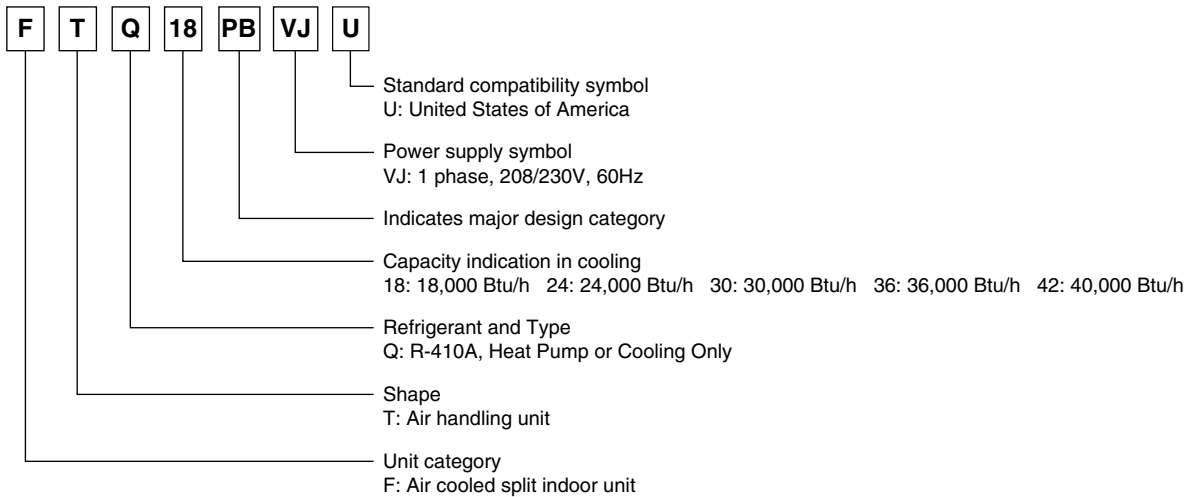 F T Q 18 PB VJ U
Standard compatibility symbol
U: United States of America
Power supply symbol
VJ: 1 phase, 208/230V, 60Hz
Indicates major design category
Capacity indication in cooling
18: 18,000 Btu/h 24: 24,000 Btu/h 30: 30,000 Btu/h 36: 36,000 Btu/h 42: 40,000 Btu/h
Refrigerant and Type
Q: R-410A, Heat Pump or Cooling Only
Shape
T: Air handling unit
Unit category
F: Air cooled split indoor unit